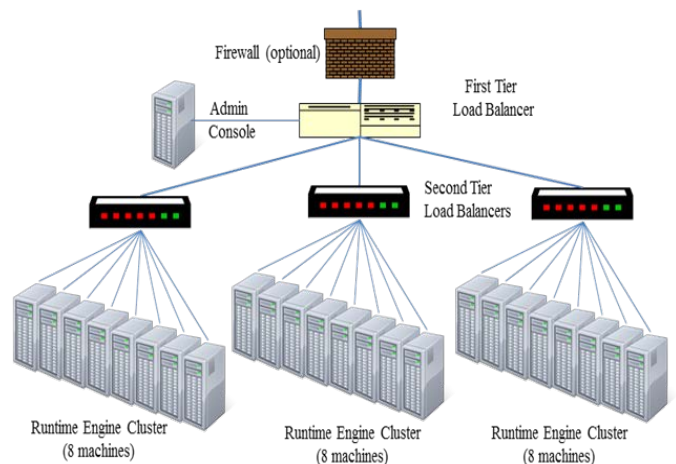 Firewall (optional)
First Tier
Load Balancer
Admin
Console
Second Tier
Load Balancers
Runtime Engine Cluster
(8 machines)
Runtime Engine Cluster
(8 machines)
Runtime Engine Cluster
(8 machines)